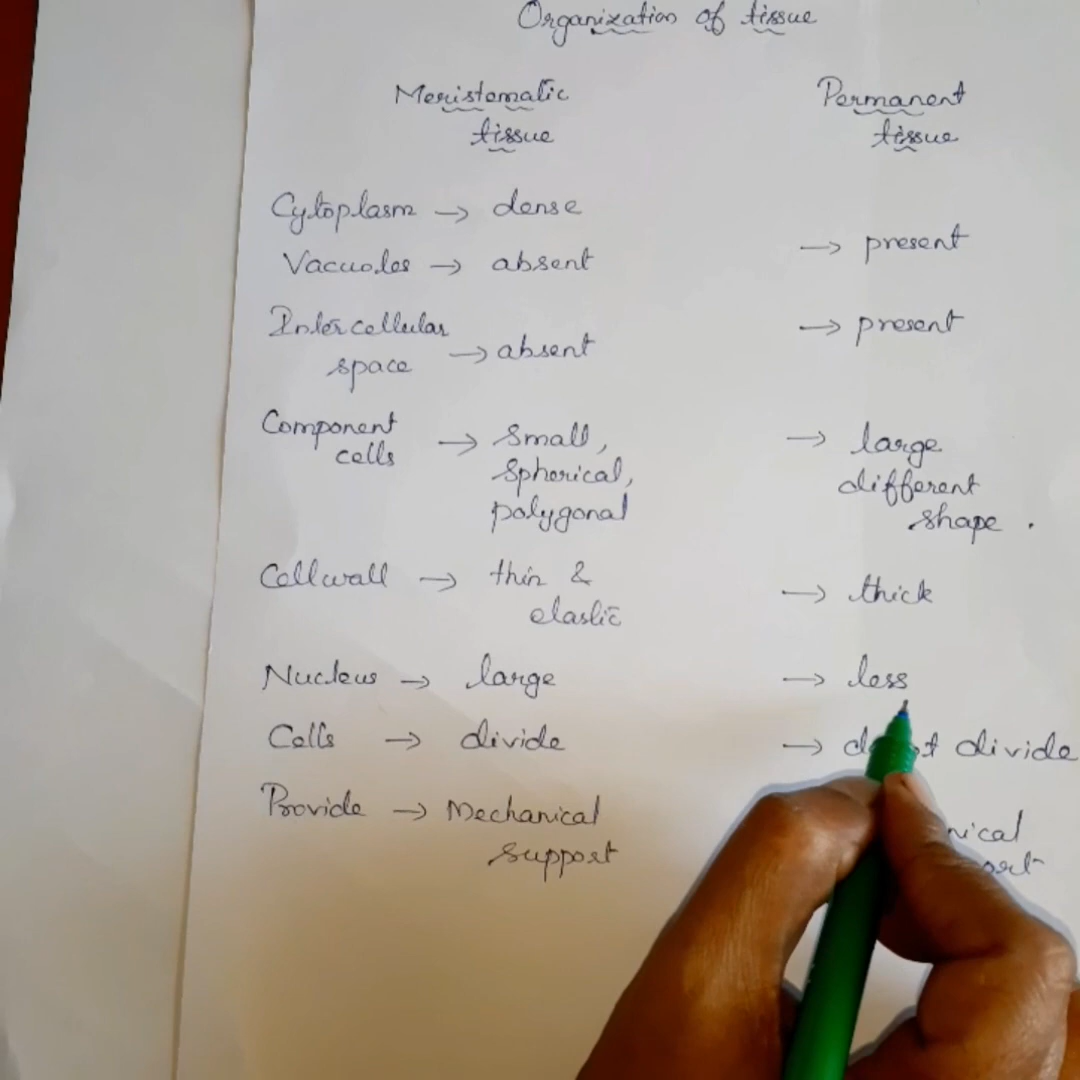 Organization of tissue
Meristematic
tissue
Permanent
tissue
Cytoplasm → dense
Vacuoles → absent → present
Intercellular
space → absent → present
Component
cells → Small,
Spherical,
polygonal
→ large
different
shape .
Cellwall → thin &
elastic
→ thick
Nucleus → large → less
Cells → divide → divide
Provide → Mechanical
support